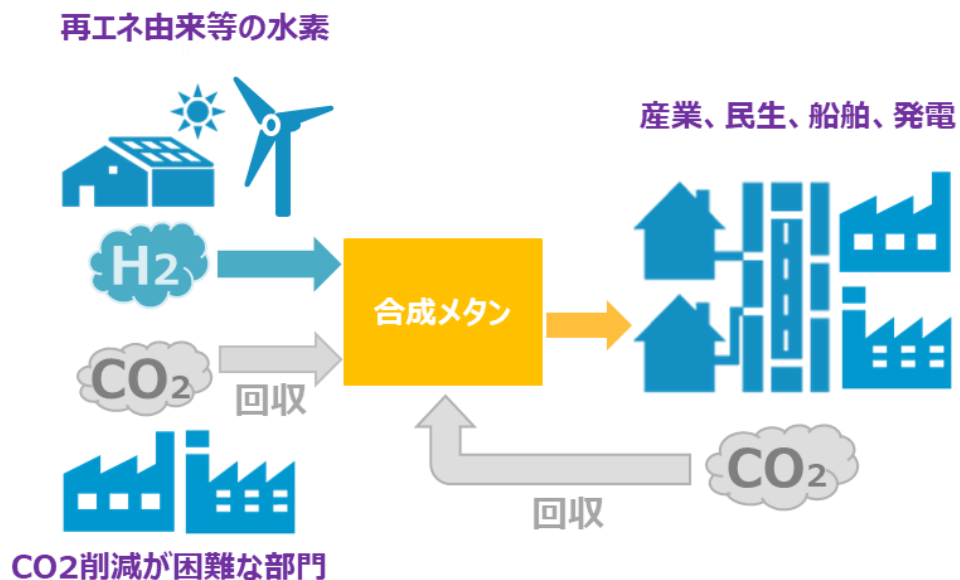 再エネ由来等の水素
産業、民生、船舶、発電
H2
合成メタン
CO2
回収
CO2
回収
CO2削減が困難な部門